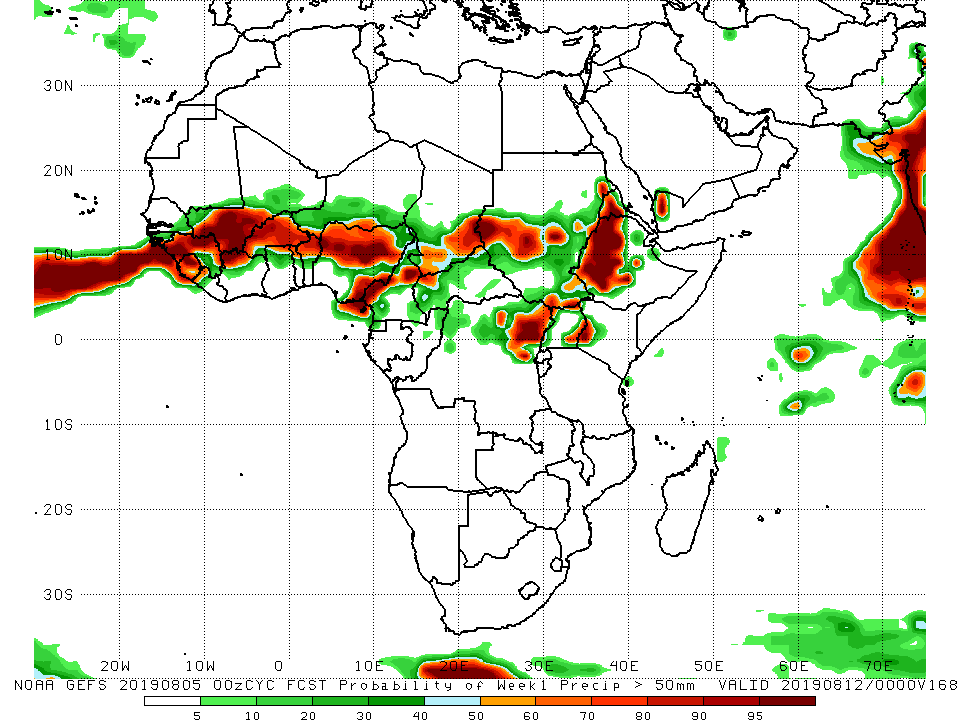 30N
20N
10N
0
10S
20S
30S
20W 10W 0 10E 20E 30E 40E 50E 60E 70E
NOAA GEFS 20190805 00zCYC FCST Probability of Week1 Precip > 50mm VALID 20190812/0000V168
5 10 20 30 40 50 60 70 80 90 95